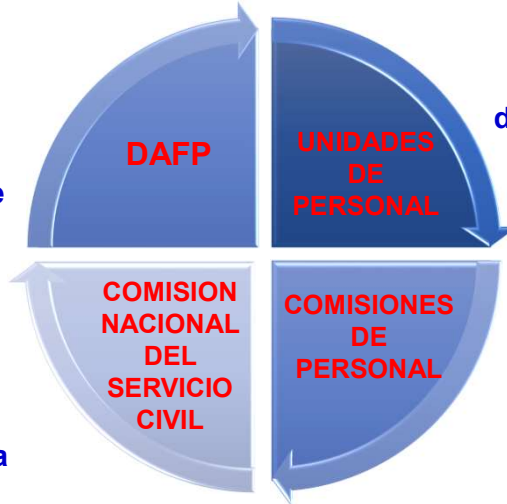 DAFP
UNIDADES
DE
PERSONAL
d
e
COMISION
NACIONAL
DEL
SERVICIO
CIVIL
COMISIONES
DE
PERSONAL
a